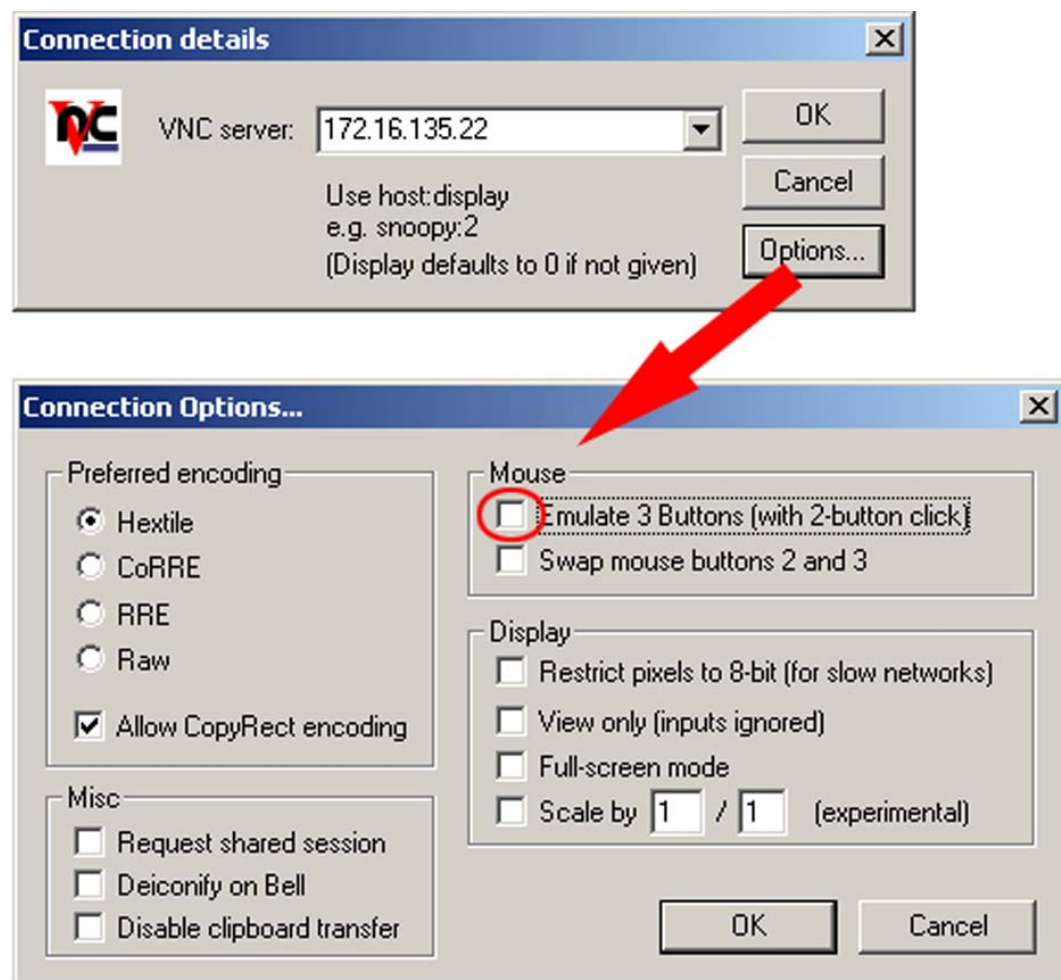 Connection details
VNC
VNC server:
172.16.135.22
OK
Use host:display
e.g. snoopy:2
(Display defaults to 0 if not given)
Cancel
Options...
Connection Options...
Preferred encoding
Hextile
CoRRE
RRE
Raw
Allow CopyRect encoding
Misc
Request shared session
Deiconify on Bell
Disable clipboard transfer
Mouse
Emulate 3 Buttons (with 2-button click)
Swap mouse buttons 2 and 3
Display
Restrict pixels to 8-bit (for slow networks)
View only (inputs ignored)
Full-screen mode
Scale by 1 / 1 (experimental)
OK
Cancel